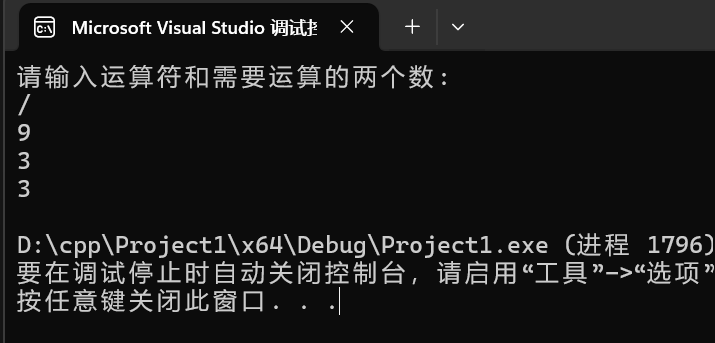 Microsoft Visual Studio 调试
请输入运算符和需要运算的两个数：
/
9
3
3
D:\cpp\Project1\x64\Debug\Project1.exe (进程 1796)
要在调试停止时自动关闭控制台，请启用“工具”->“选项”
按任意键关闭此窗口. . .